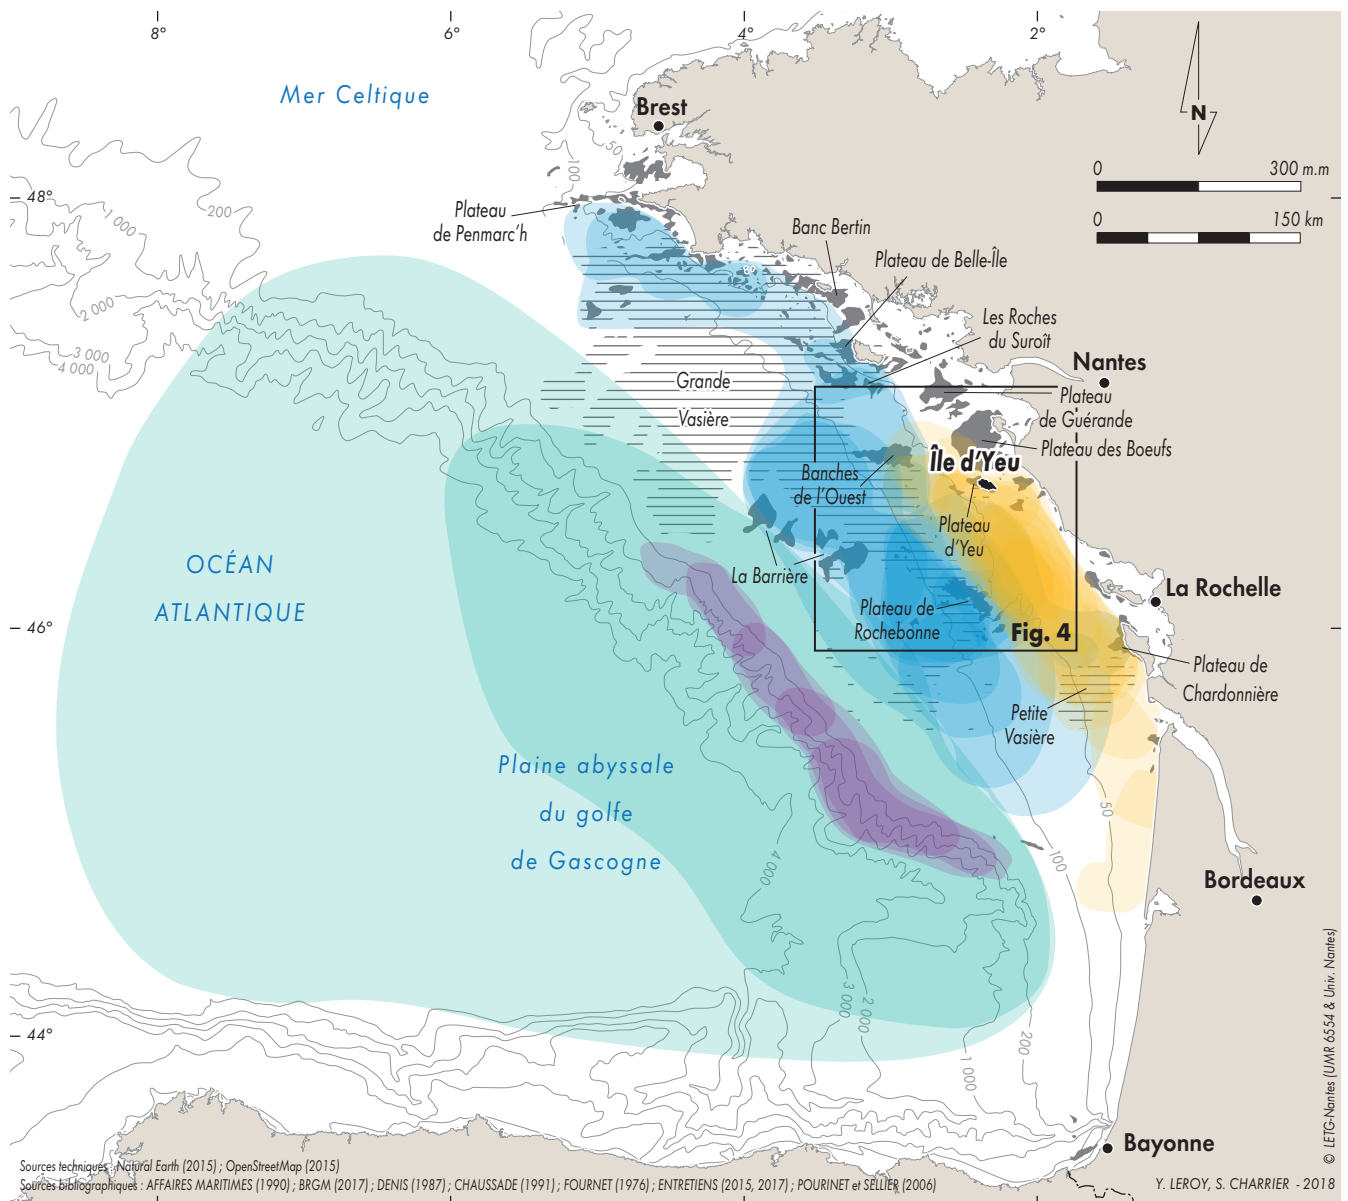 8°
6°
4°
2°
Mer Celtique
Brest
N
0
300 m.m
0
150 km
50
100
48°
200
1 000
2 000
3 000
4 000
Plateau
de Penmarc'h
Banc Bertin
Plateau de Belle-Île
Les Roches
du Suroît
Nantes
Grande
Vasière
Plateau
de Guérande
Plateau des Boeufs
Île d'Yeu
Banches
de l'Ouest
Plateau
d'Yeu
La Barrière
OCÉAN
ATLANTIQUE
La Rochelle
Plateau de
Rochebonne
Fig. 4
46°
Plateau de
Chardonnière
Petite
Vasière
Plaine abyssale
du golfe
de Gascogne
50
100
4 000
Bordeaux
3 000
2 000
200
1 000
44°
Bayonne
Sources techniques : Natural Earth (2015) ; OpenStreetMap (2015)
Sources bibliographiques : AFFAIRES MARITIMES (1990) ; BRGM (2017) ; DENIS (1987) ; CHAUSSADE (1991) ; FOURNET (1976) ; ENTRETIENS (2015, 2017) ; POURINET et SELLIER (2006)
Y. LEROY, S. CHARRIER - 2018
© LETG-Nantes (UMR 6554 & Univ. Nantes)